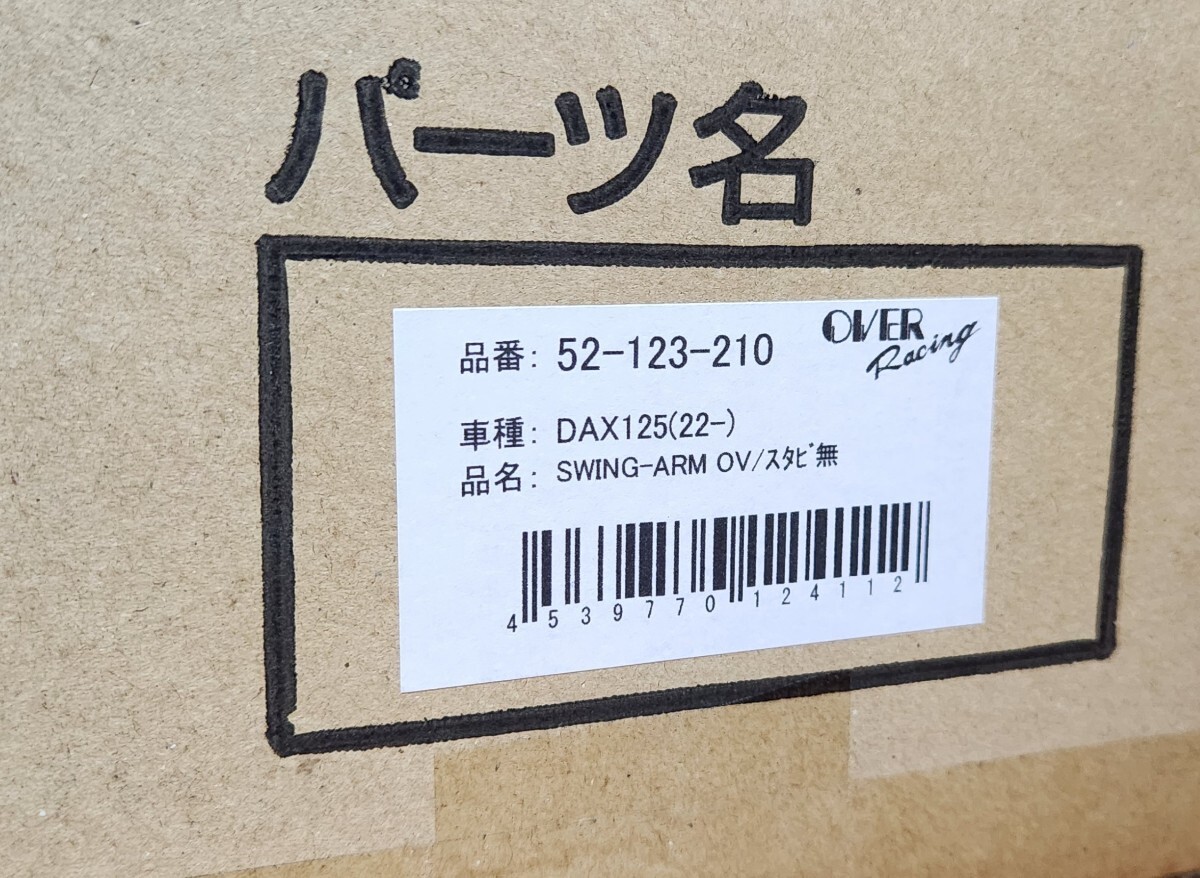 パーツ名
品番: 52-123-210
OVER
Racing
車種: DAX125(22-)
品名: SWING-ARM OV/ｽﾀﾋﾞ無
4539770124112